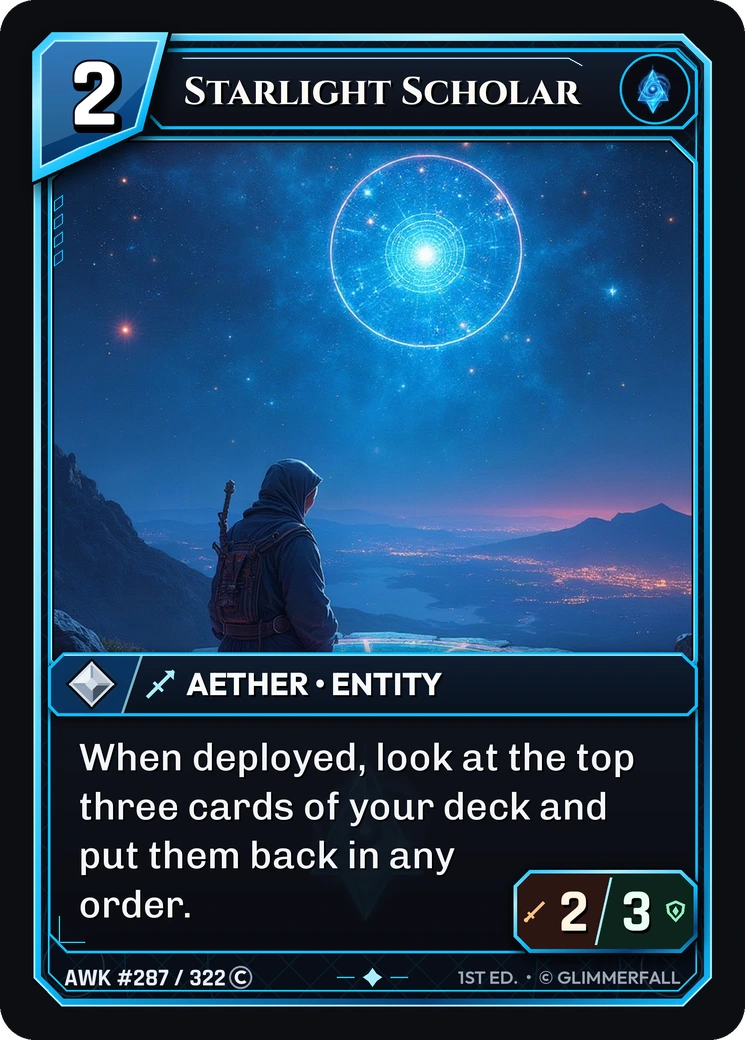 2
STARLIGHT SCHOLAR
AETHER • ENTITY
When deployed, look at the top
three cards of your deck and
put them back in any
order.
2 / 3
AWK #287 / 322 C
1ST ED. • © GLIMMERFALL